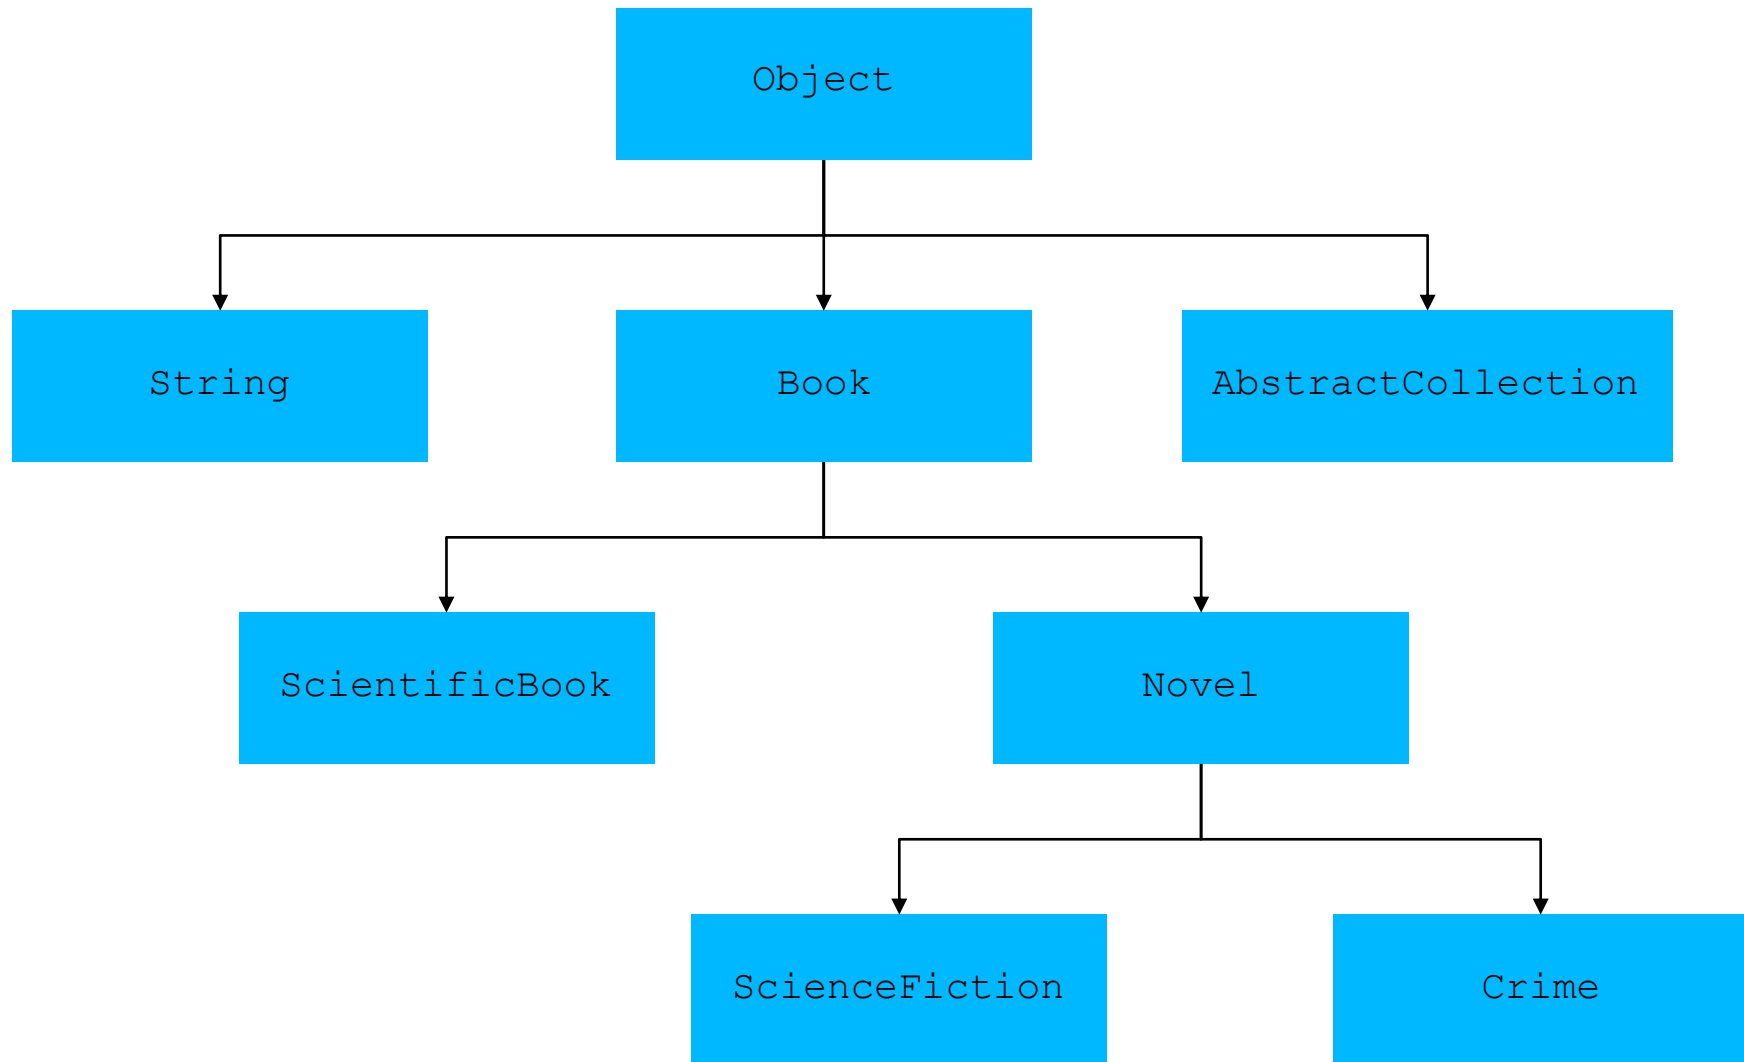 Object
String
Book
AbstractCollection
ScientificBook
Novel
ScienceFiction
Crime